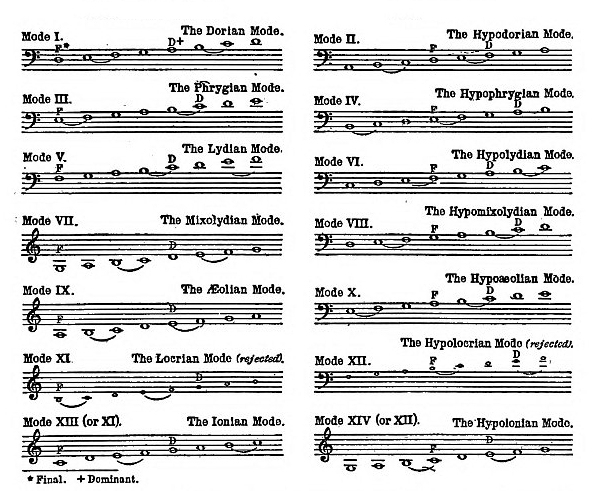 Mode I. The Dorian Mode.
F* D+
Mode II. The Hypodorian Mode.
F D
Mode III. The Phrygian Mode.
F D
Mode IV. The Hypophrygian Mode.
F D
Mode V. The Lydian Mode.
F D
Mode VI. The Hypolydian Mode.
F D
Mode VII. The Mixolydian Mode.
F D
Mode VIII. The Hypomixolydian Mode.
F D
Mode IX. The Æolian Mode.
F D
Mode X. The Hypoæolian Mode.
F D
Mode XI The Locrian Mode (rejected).
F D
Mode XII. The Hypolocrian Mode (rejected).
F D
Mode XIII (or XI). The Ionian Mode.
F D
Mode XIV (or XII). The Hypoionian Mode.
F D
* Final. + Dominant.